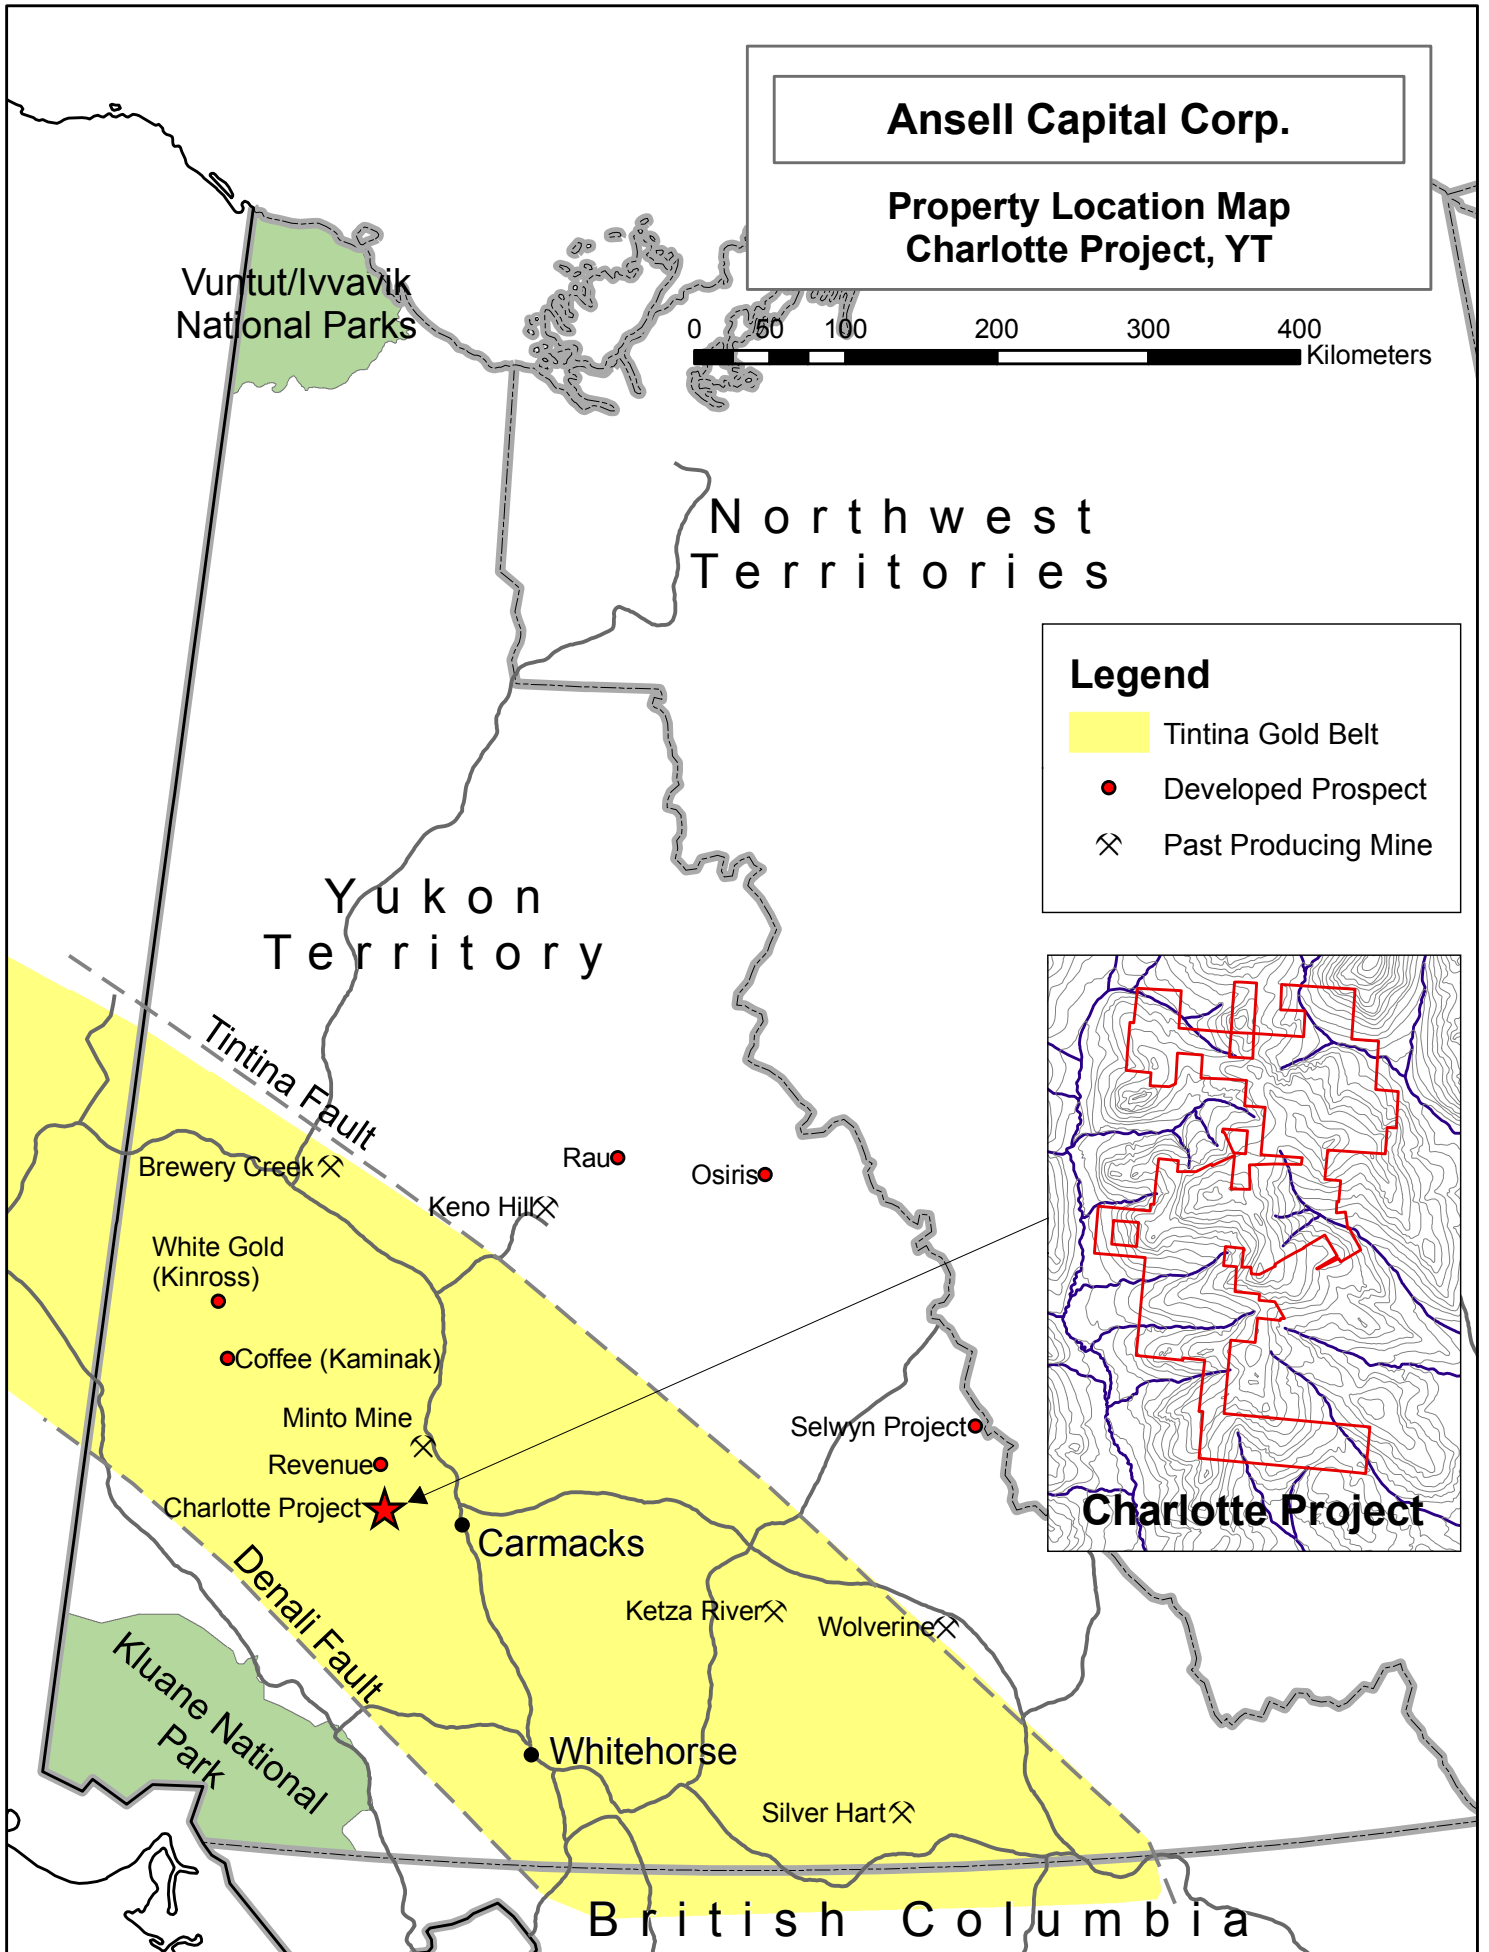 Ansell Capital Corp.
Property Location Map
Charlotte Project, YT
0 50 100 200 300 400
Kilometers
Vuntut/Ivvavik
National Parks
Northwest
Territories
Legend
Tintina Gold Belt
Developed Prospect
Past Producing Mine
Yukon
Territory
Tintina Fault
Brewery Creek
Rau
Osiris
Keno Hill
White Gold
(Kinross)
Coffee (Kaminak)
Minto Mine
Revenue
Selwyn Project
Charlotte Project
Charlotte Project
Carmacks
Denali Fault
Ketza River
Wolverine
Kluane National
Park
Whitehorse
Silver Hart
British Columbia